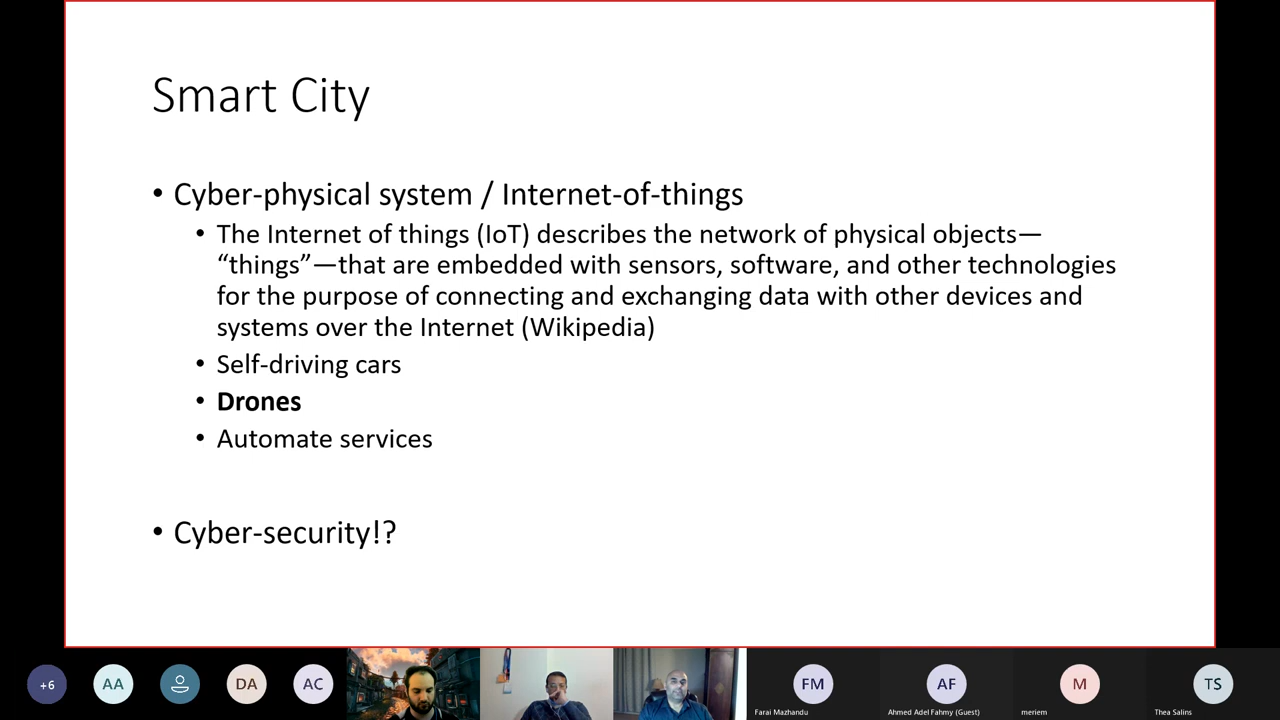 Smart City
• Cyber-physical system / Internet-of-things
• The Internet of things (IoT) describes the network of physical objects—
“things”—that are embedded with sensors, software, and other technologies
for the purpose of connecting and exchanging data with other devices and
systems over the Internet (Wikipedia)
• Self-driving cars
• Drones
• Automate services
• Cyber-security!?
+6
AA
DA
AC
FM
AF
M
TS
Farai Mazhandu
Ahmed Adel Fahmy (Guest)
meriem
Thea Salins